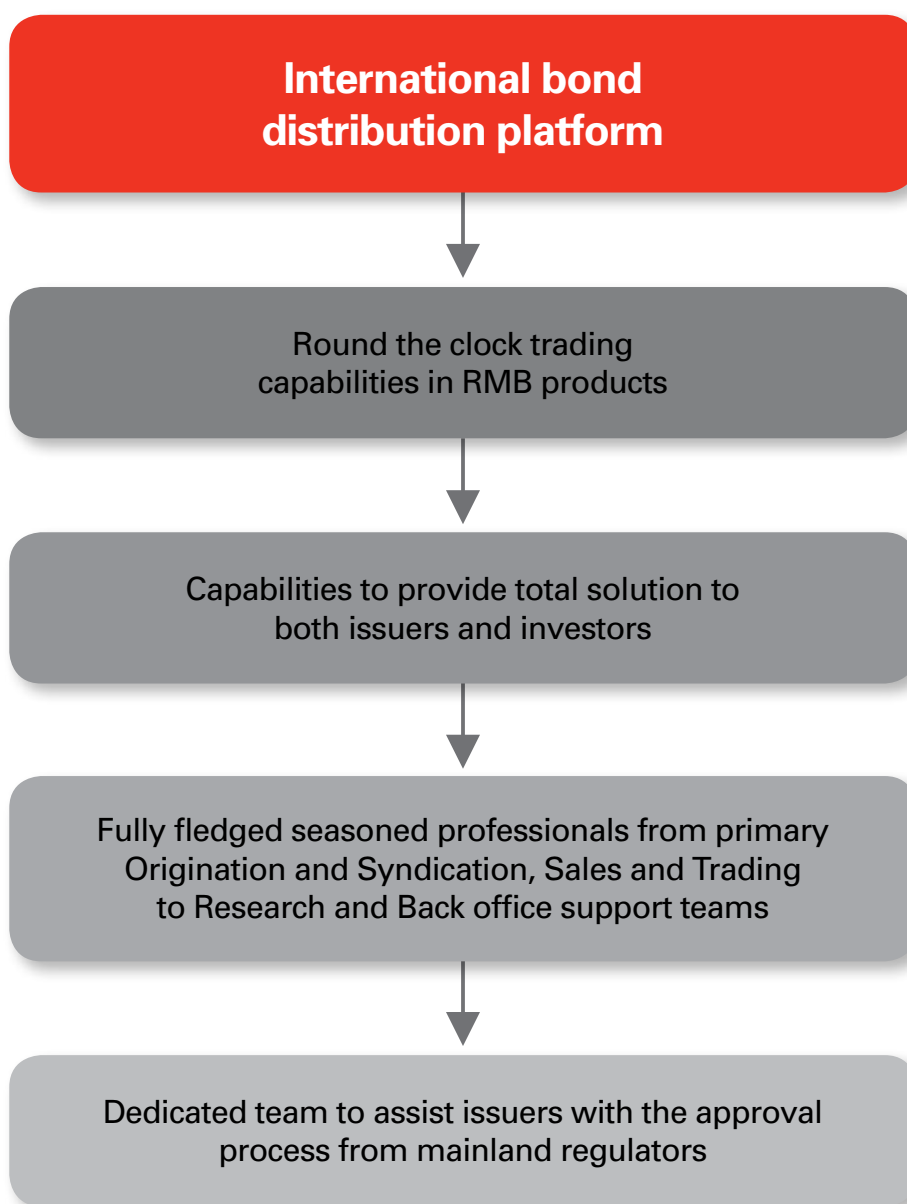 International bond
distribution platform
Round the clock trading
capabilities in RMB products
Capabilities to provide total solution to
both issuers and investors
Fully fledged seasoned professionals from primary
Origination and Syndication, Sales and Trading
to Research and Back office support teams
Dedicated team to assist issuers with the approval
process from mainland regulators